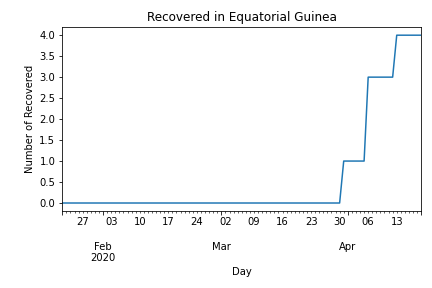 Recovered in Equatorial Guinea
Number of Recovered
4.0
3.5
3.0
2.5
2.0
1.5
1.0
0.5
0.0
27 03 10 17 24 02 09 16 23 30 06 13
Feb Mar Apr
2020
Day